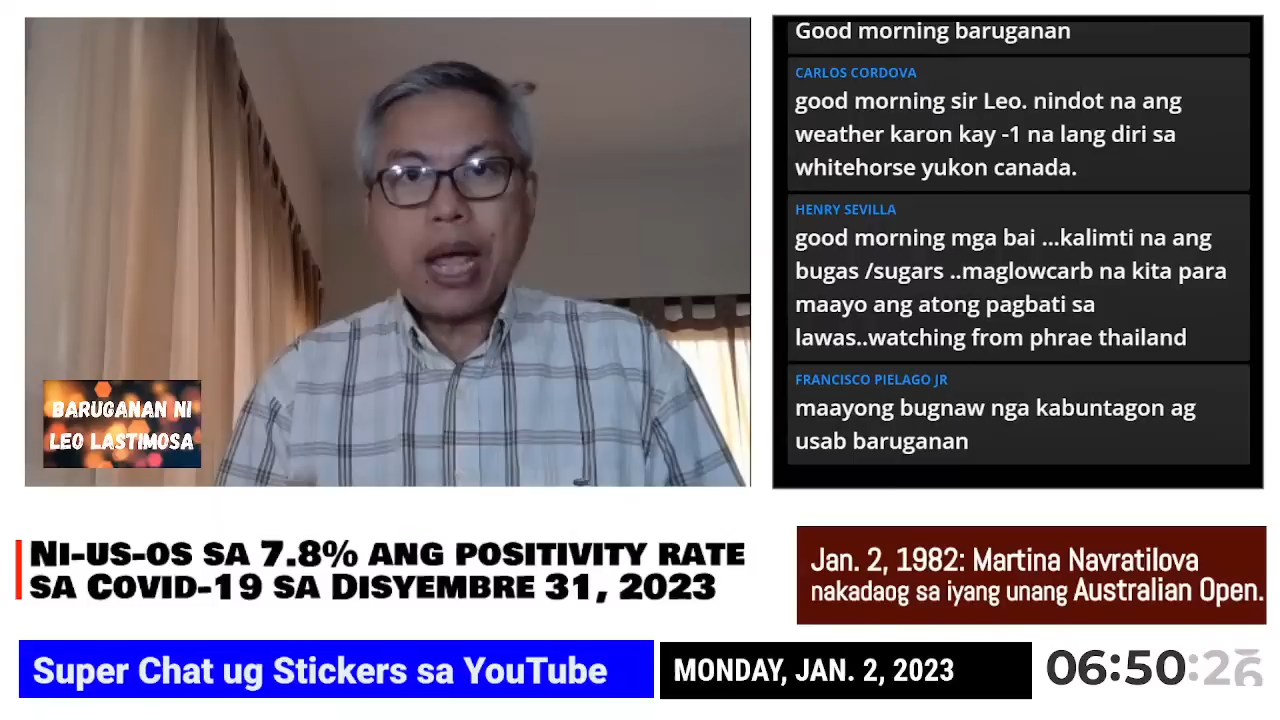 BARUGANAN NI
LEO LASTIMOSA
Good morning baruganan
CARLOS CORDOVA
good morning sir Leo. nindot na ang
weather karon kay -1 na lang diri sa
whitehorse yukon canada.
HENRY SEVILLA
good morning mga bai ...kalimti na ang
bugas /sugars ..maglowcarb na kita para
maayo ang atong pagbati sa
lawas..watching from phrae thailand
FRANCISCO PIELAGO JR
maayong bugnaw nga kabuntagon ag
usab baruganan
NI-US-OS SA 7.8% ANG POSITIVITY RATE
SA COVID-19 SA DISYEMBRE 31, 2023
Jan. 2, 1982: Martina Navratilova
nakadaog sa iyang unang Australian Open.
Super Chat ug Stickers sa YouTube
MONDAY, JAN. 2, 2023
06:50:26